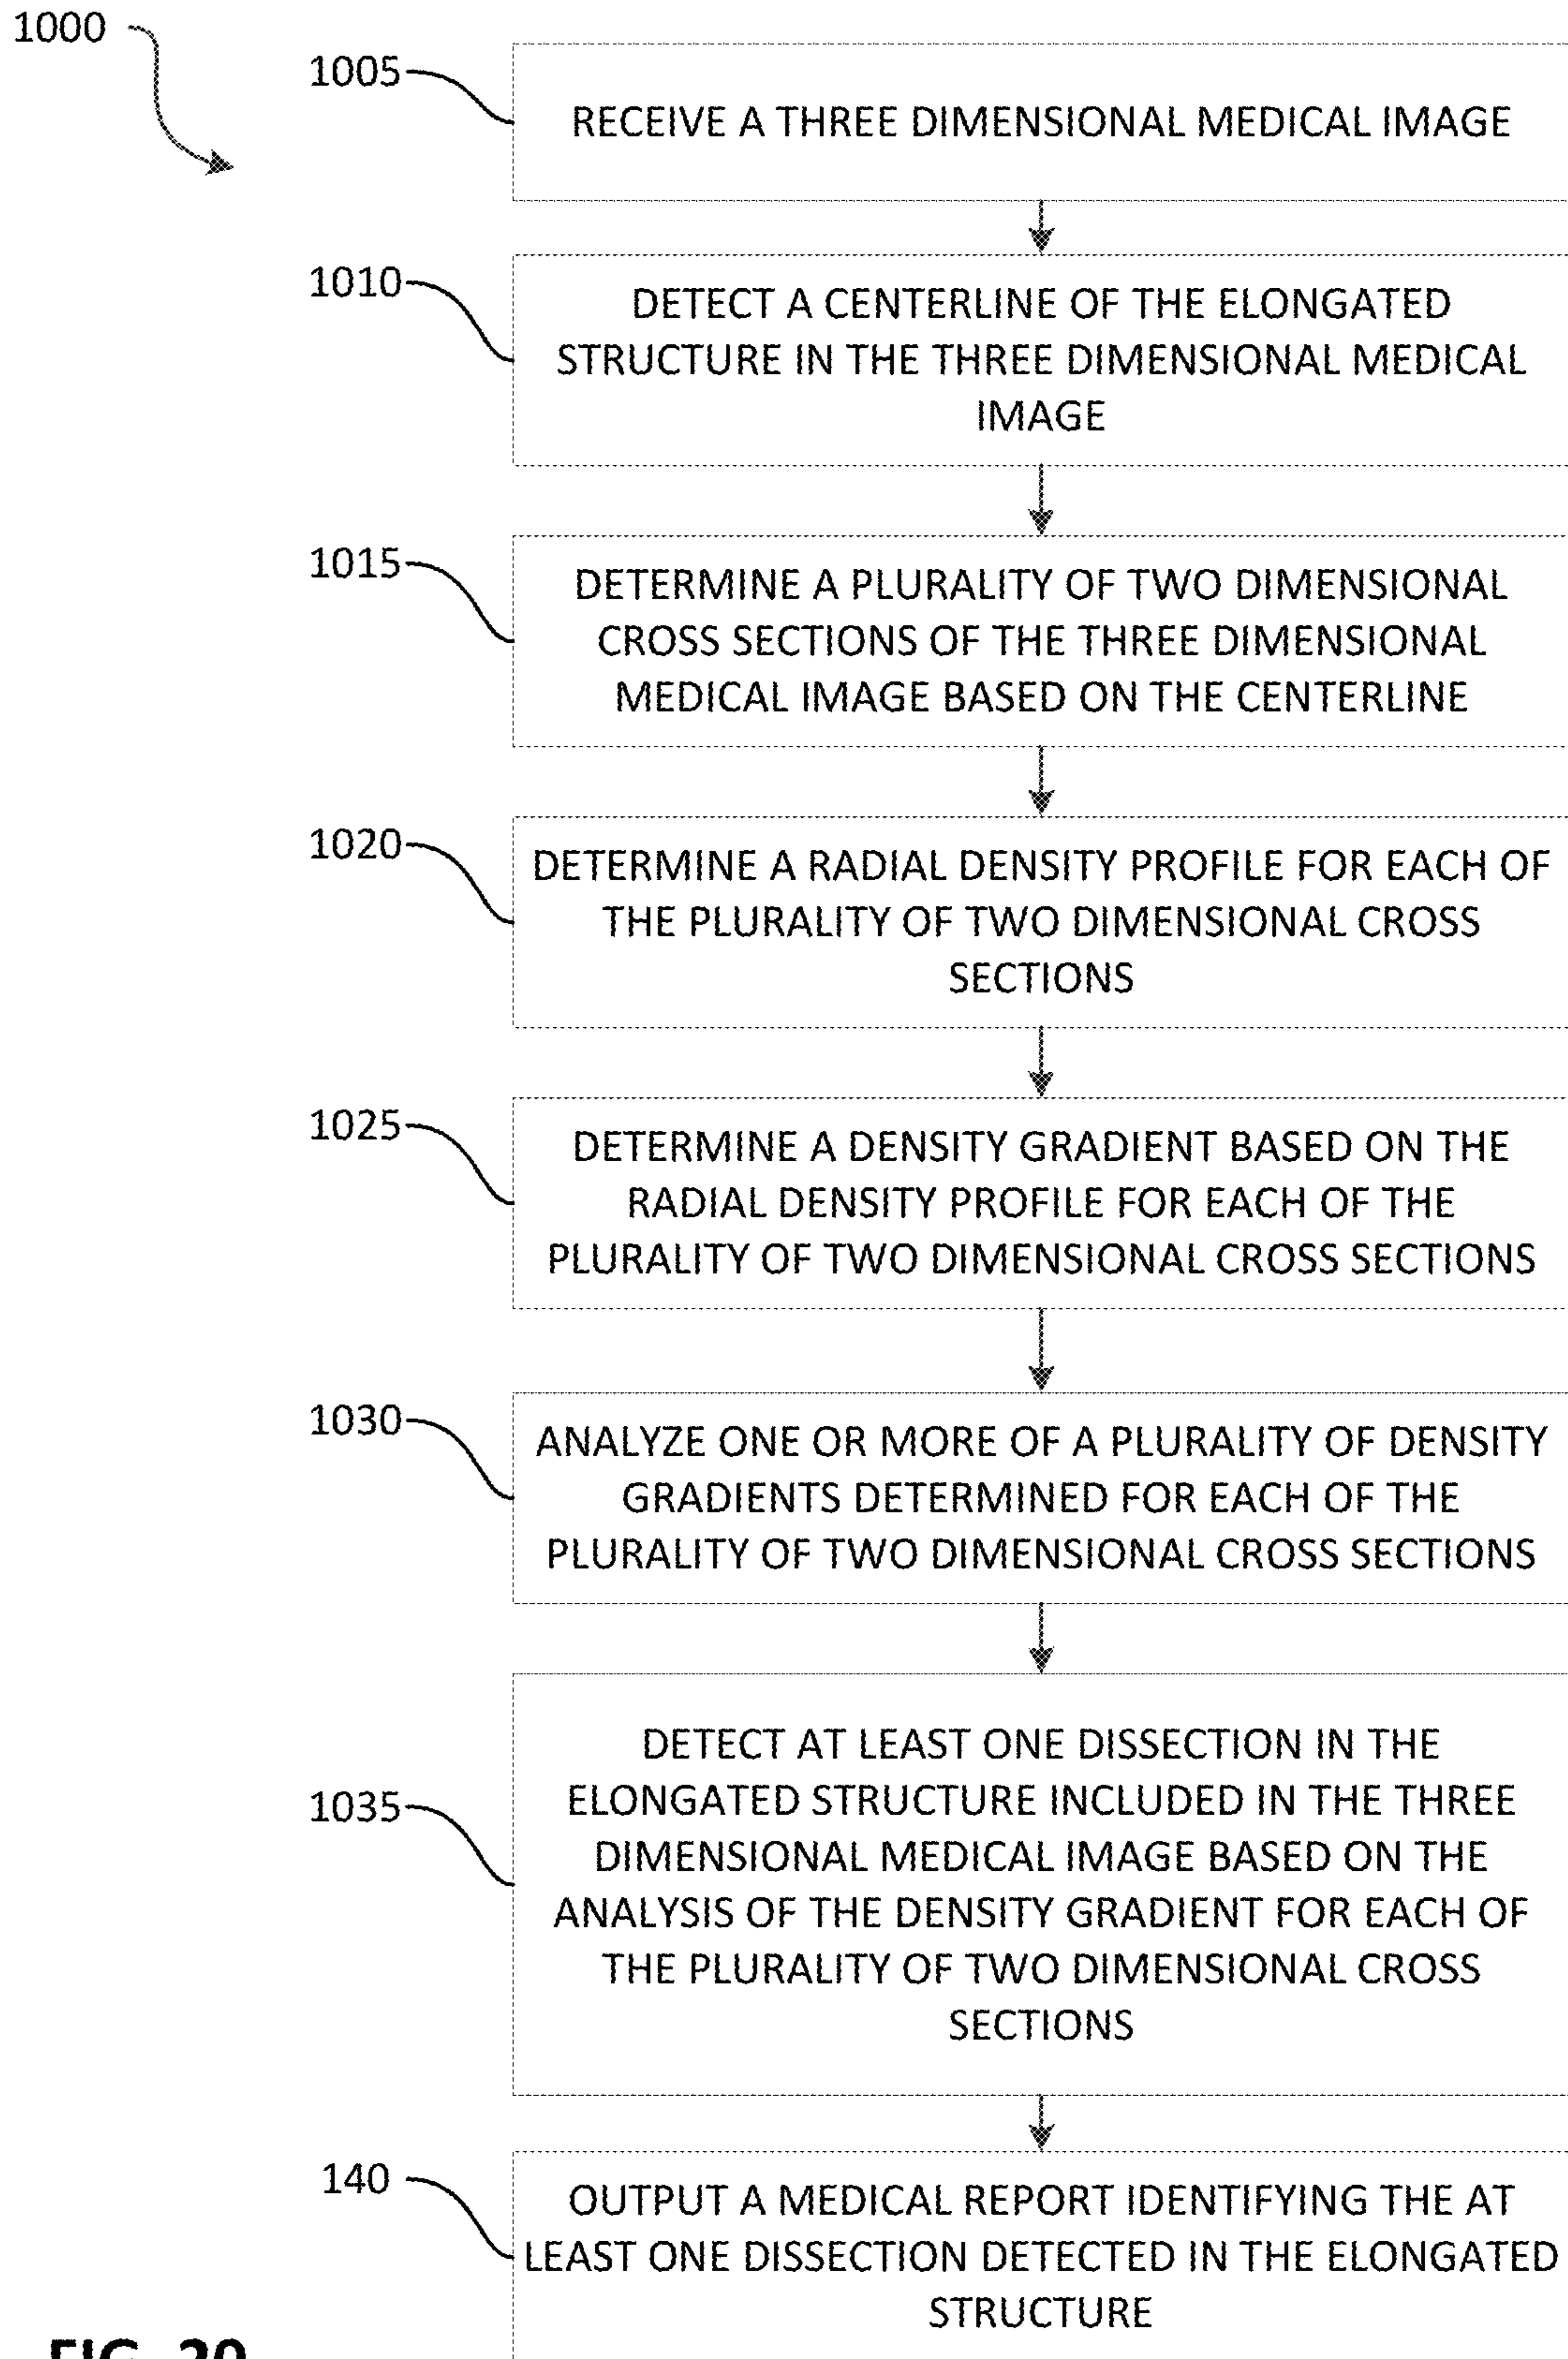 1000
1005
RECEIVE A THREE DIMENSIONAL MEDICAL IMAGE
1010
DETECT A CENTERLINE OF THE ELONGATED
STRUCTURE IN THE THREE DIMENSIONAL MEDICAL
IMAGE
1015
DETERMINE A PLURALITY OF TWO DIMENSIONAL
CROSS SECTIONS OF THE THREE DIMENSIONAL
MEDICAL IMAGE BASED ON THE CENTERLINE
1020
DETERMINE A RADIAL DENSITY PROFILE FOR EACH OF
THE PLURALITY OF TWO DIMENSIONAL CROSS
SECTIONS
1025
DETERMINE A DENSITY GRADIENT BASED ON THE
RADIAL DENSITY PROFILE FOR EACH OF THE
PLURALITY OF TWO DIMENSIONAL CROSS SECTIONS
1030
ANALYZE ONE OR MORE OF A PLURALITY OF DENSITY
GRADIENTS DETERMINED FOR EACH OF THE
PLURALITY OF TWO DIMENSIONAL CROSS SECTIONS
1035
DETECT AT LEAST ONE DISSECTION IN THE
ELONGATED STRUCTURE INCLUDED IN THE THREE
DIMENSIONAL MEDICAL IMAGE BASED ON THE
ANALYSIS OF THE DENSITY GRADIENT FOR EACH OF
THE PLURALITY OF TWO DIMENSIONAL CROSS
SECTIONS
140
OUTPUT A MEDICAL REPORT IDENTIFYING THE AT
LEAST ONE DISSECTION DETECTED IN THE ELONGATED
STRUCTURE
FIG. 20